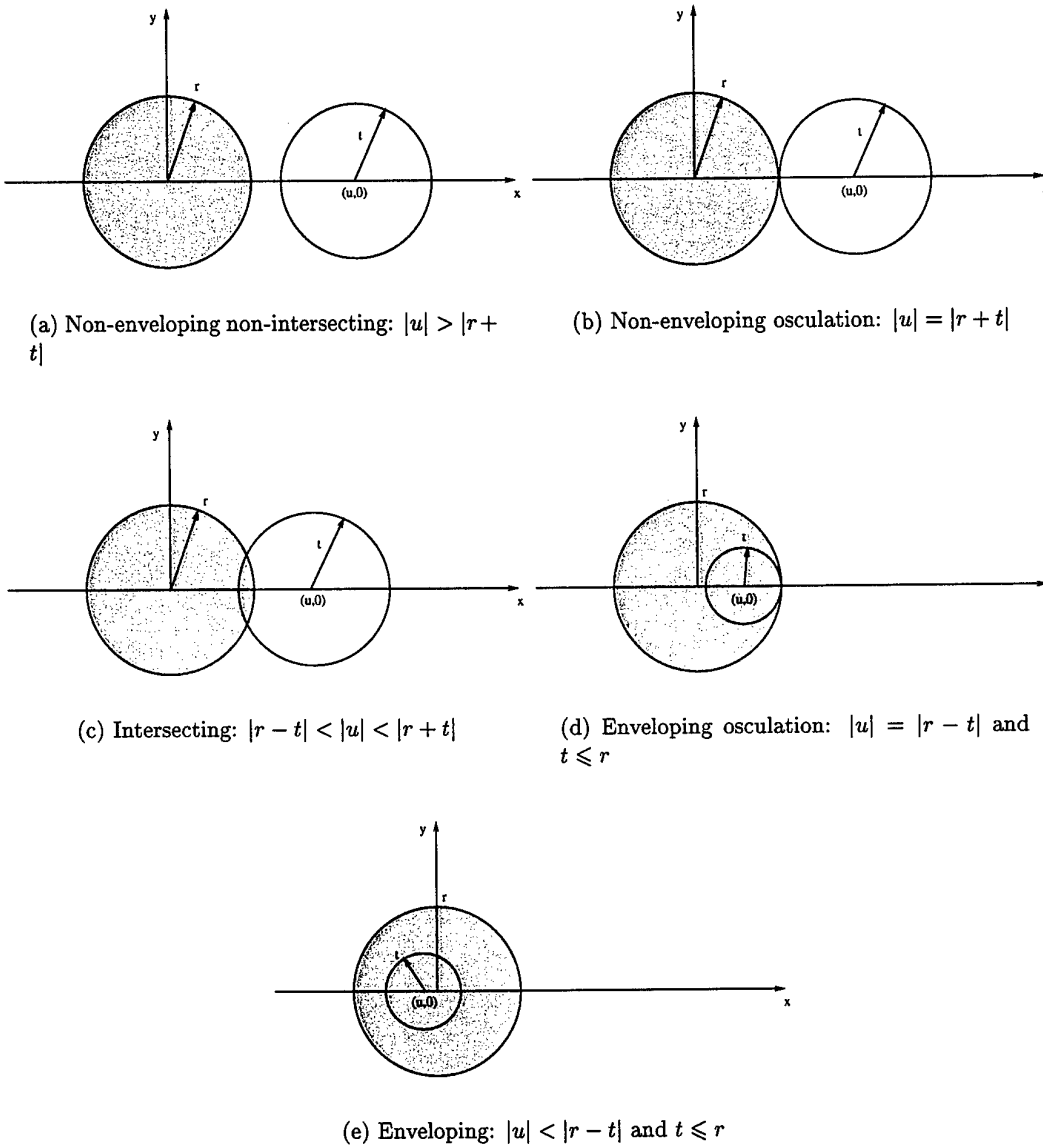 y
r
t
(u,0)
x
y
r
t
(u,0)
(a) Non-enveloping non-intersecting: |u| > |r +
t|
(b) Non-enveloping osculation: |u| = |r + t|
y
r
t
(u,0)
x
y
r
t
(u,0)
(c) Intersecting: |r − t| < |u| < |r + t|
(d) Enveloping osculation: |u| = |r − t| and
t ⩽ r
y
r
t
(u,0)
x
(e) Enveloping: |u| < |r − t| and t ⩽ r